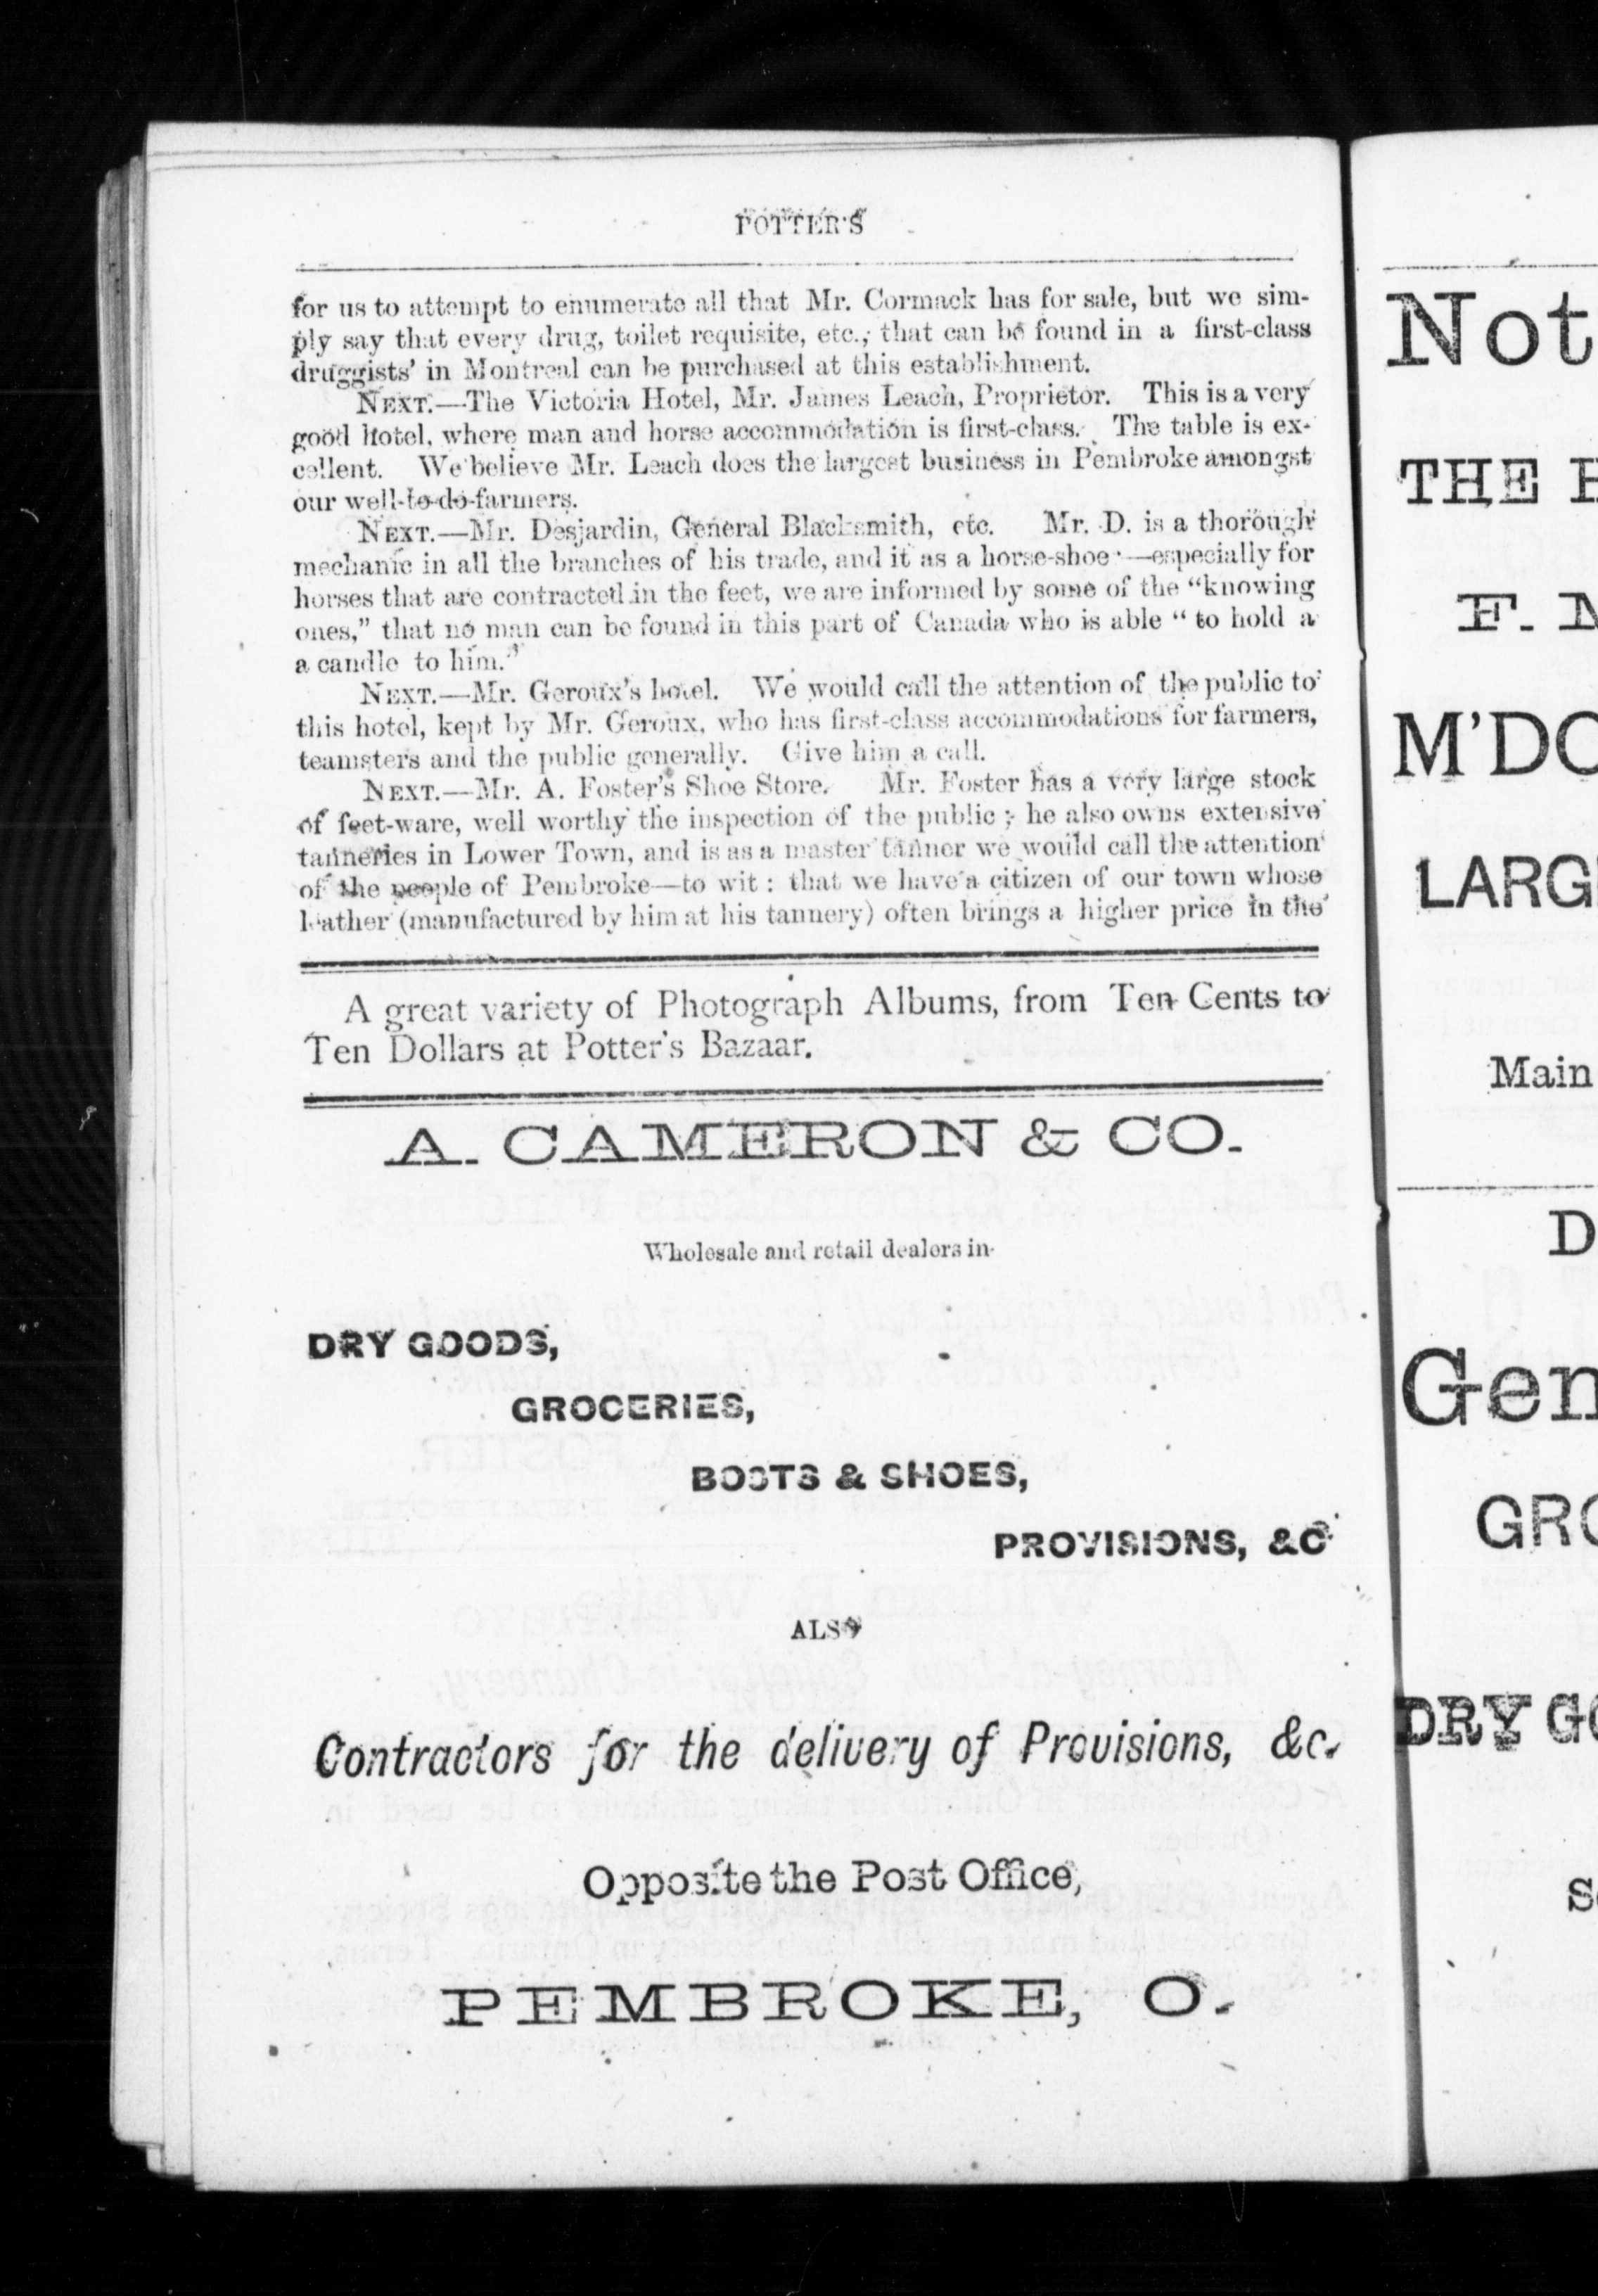 POTTER'S
for us to attempt to enumerate all that Mr. Cormack has for sale, but we sim-
ply say that every drug, toilet requisite, etc., that can be found in a first-class
druggists' in Montreal can be purchased at this establishment.
NEXT.—The Victoria Hotel, Mr. James Leach, Proprietor. This is a very
good Hotel, where man and horse accommodation is first-class. The table is ex-
cellent. We believe Mr. Leach does the largest business in Pembroke amongst
our well-to-do-farmers.
NEXT.—Mr. Desjardin, General Blacksmith, etc. Mr. D. is a thorough
mechanic in all the branches of his trade, and it as a horse-shoe —especially for
horses that are contracted in the feet, we are informed by some of the "knowing
ones," that no man can be found in this part of Canada who is able "to hold a
a candle to him."
NEXT.—Mr. Geroux's hotel. We would call the attention of the public to
this hotel, kept by Mr. Geroux, who has first-class accommodations for farmers,
teamsters and the public generally. Give him a call.
NEXT.—Mr. A. Foster's Shoe Store. Mr. Foster has a very large stock
of feet-ware, well worthy the inspection of the public; he also owns extensive
tanneries in Lower Town, and is as a master tanner we would call the attention
of the people of Pembroke—to wit: that we have a citizen of our town whose
leather (manufactured by him at his tannery) often brings a higher price in the
A great variety of Photograph Albums, from Ten Cents to
Ten Dollars at Potter's Bazaar.
A. CAMERON & CO.
Wholesale and retail dealers in
DRY GOODS,
GROCERIES,
BOOTS & SHOES,
PROVISIONS, &C
ALSO
Contractors for the delivery of Provisions, &c.
Opposite the Post Office,
PEMBROKE, O.
Not
THE
F.
M'DO
LARG
Main
D
Gen
GRO
DRY GO
S